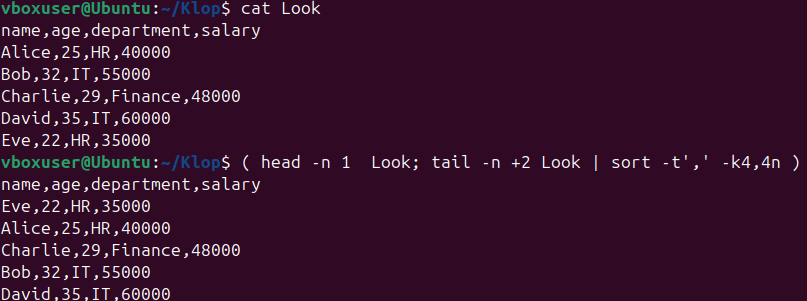 vboxuser@Ubuntu:~/Klop$ cat Look
name,age,department,salary
Alice,25,HR,40000
Bob,32,IT,55000
Charlie,29,Finance,48000
David,35,IT,60000
Eve,22,HR,35000
vboxuser@Ubuntu:~/Klop$ ( head -n 1  Look; tail -n +2 Look | sort -t',' -k4,4n )
name,age,department,salary
Eve,22,HR,35000
Alice,25,HR,40000
Charlie,29,Finance,48000
Bob,32,IT,55000
David,35,IT,60000